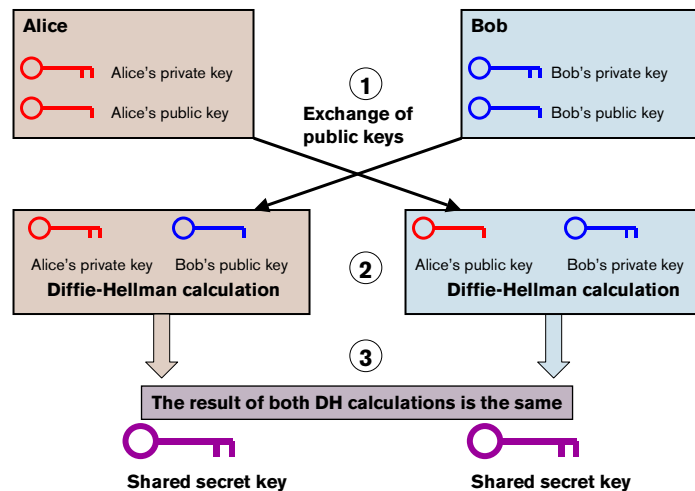 Alice
Alice's private key
Alice's public key
Bob
Bob's private key
Bob's public key
1
Exchange of
public keys
Alice's private key
Bob's public key
Diffie-Hellman calculation
2
Alice's public key
Bob's private key
Diffie-Hellman calculation
3
The result of both DH calculations is the same
Shared secret key
Shared secret key